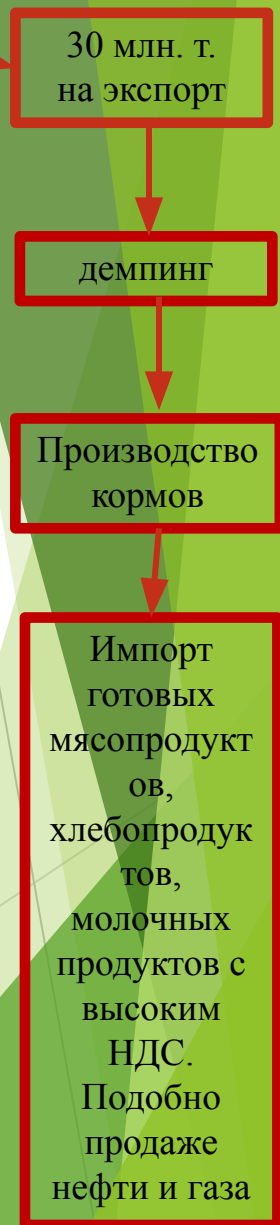 30 млн. т.
на экспорт
демпинг
Производство
кормов
Импорт
готовых
мясопродукт
ов,
хлебопродук
тов,
молочных
продуктов с
высоким
НДС.
Подобно
продаже
нефти и газа